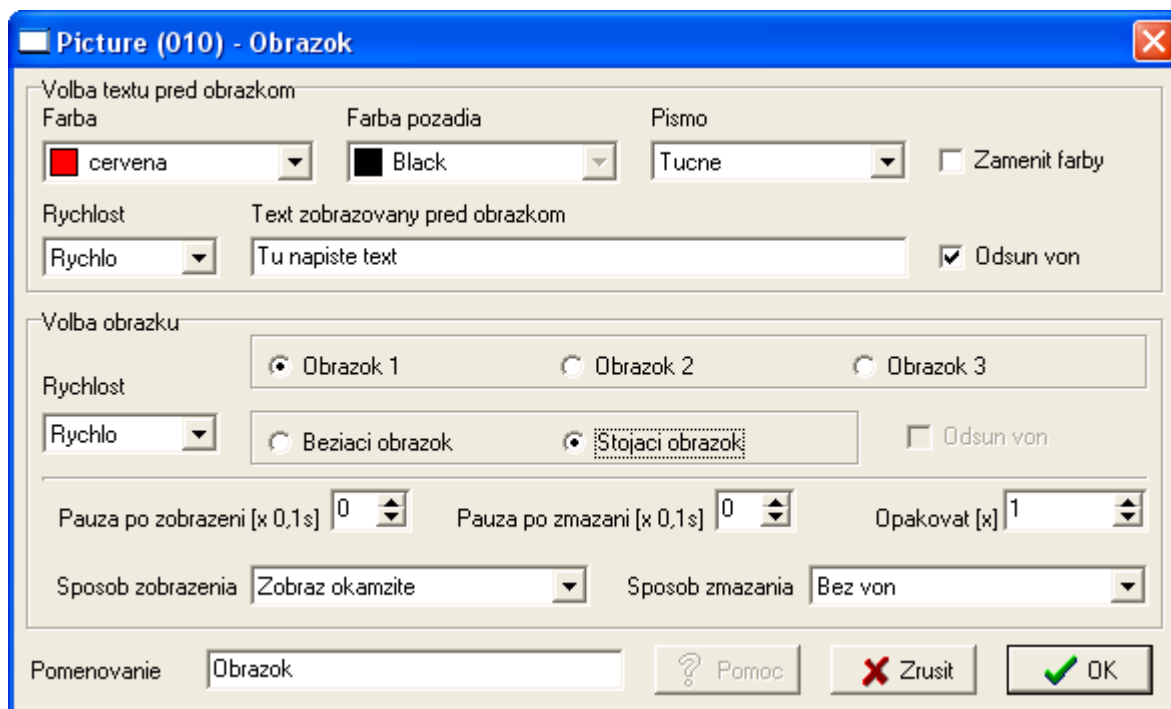 Picture (010) - Obrazok
Volba textu pred obrazkom
Farba Farba pozadia Pismo
cervena Black Tucne Zamenit farby
Rychlost Text zobrazovany pred obrazkom
Rychlo Tu napiste text Odsun von
Volba obrazku
Obrazok 1 Obrazok 2 Obrazok 3
Rychlost
Rychlo Beziaci obrazok Stojaci obrazok Odsun von
Pauza po zobrazeni [x 0,1s] 0 Pauza po zmazani [x 0,1s] 0 Opakovat [x] 1
Sposob zobrazenia Zobraz okamzite Sposob zmazania Bez von
Pomenovanie Obrazok Pomoc Zrusit OK